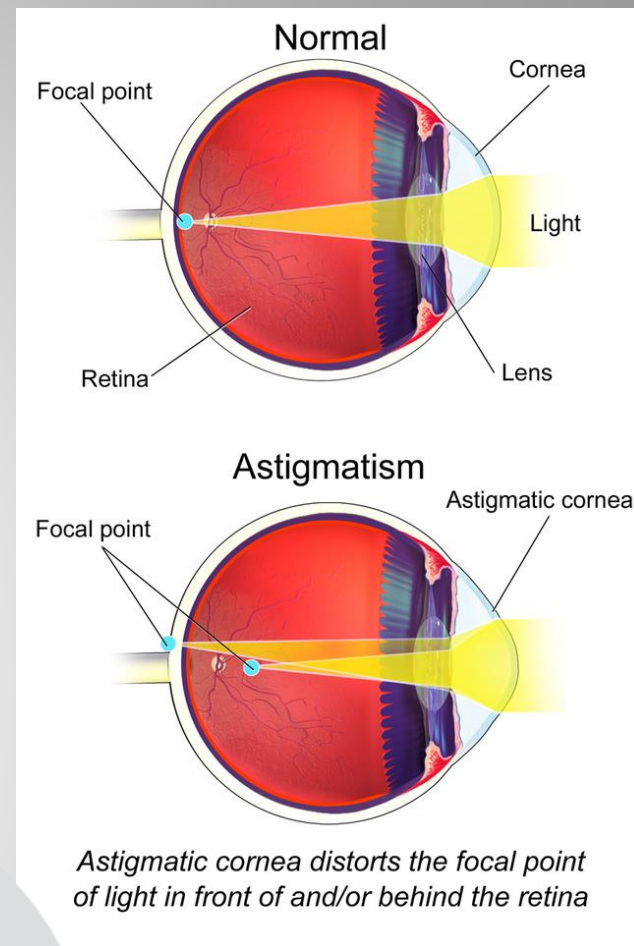 Normal
Focal point
Cornea
Light
Retina
Lens
Astigmatism
Astigmatic cornea
Focal point
Astigmatic cornea distorts the focal point
of light in front of and/or behind the retina